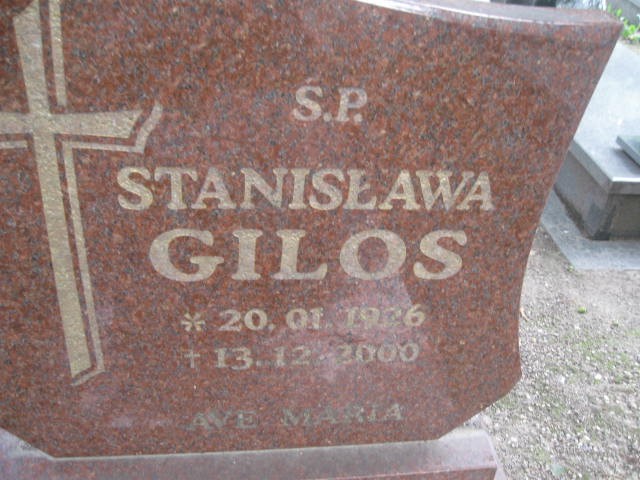 Ś.P.
STANISŁAWA
GILOS
* 20. 01. 1926
† 13. 12. 2000
AVE MARIA